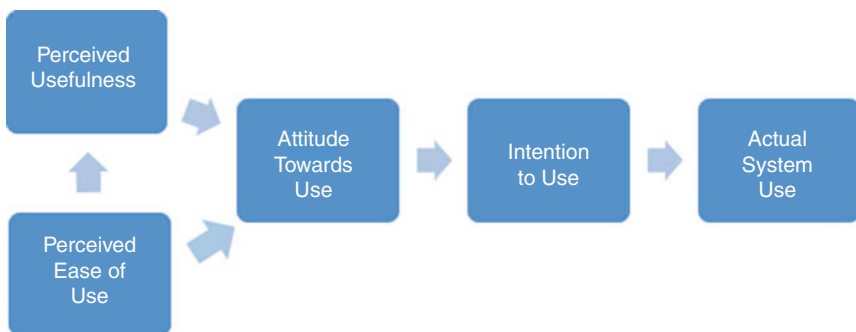 Perceived
Usefulness
Perceived
Ease of
Use
Attitude
Towards
Use
Intention
to Use
Actual
System
Use